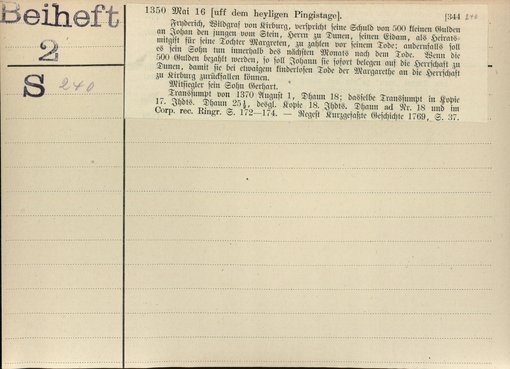 Beiheft
2
S 240
1350 Mai 16 [uff dem heyligen Pingistage]. [344 240
Fryderich, Wildgraf von Kirburg, verspricht seine Schuld von 500 kleinen Gulden
an Johan den jungen vom Stein, Herrn zu Dunen, seinen Eidam, als Heirats-
mitgift für seine Tochter Margreten, zu zahlen vor seinem Tode; andernfalls soll
es sein Sohn tun innerhalb des nächsten Monats nach dem Tode. Wenn die
500 Gulden bezahlt werden, so soll Johann sie sofort belegen auf die Herrschaft zu
Dunen, damit sie bei etwaigem kinderlosen Tode der Margarethe an die Herrschaft
zu Kirburg zurückfallen können.
Mitsiegler sein Sohn Gerhart.
Transsumpt von 1370 August 1, Dhaun 18; dasselbe Transsumpt in Kopie
17. Jhdts. Dhaun 25½, desgl. Kopie 18. Jhdts. Dhaun ad Nr. 18 und im
Corp. rec. Ringr. S. 172—174. — Regest Kurzgefaßte Geschichte 1769, S. 37.